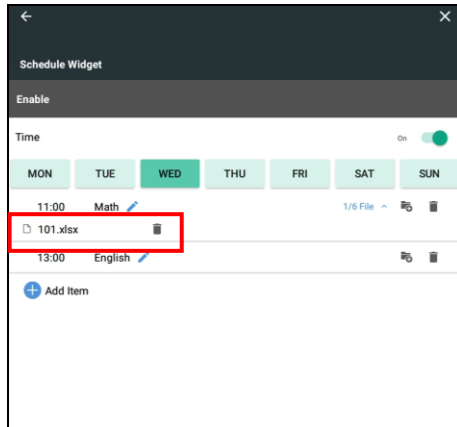 Schedule Widget
Enable
Time On
MON TUE WED THU FRI SAT SUN
11:00 Math 1/6 File
101.xlsx
13:00 English
Add Item